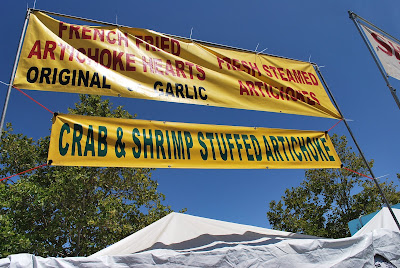 FRENCH FRIED
ARTICHOKE HEARTS
ORIGINAL GARLIC
FRESH STEAMED
ARTICHOKES
CRAB & SHRIMP STUFFED ARTICHOKE